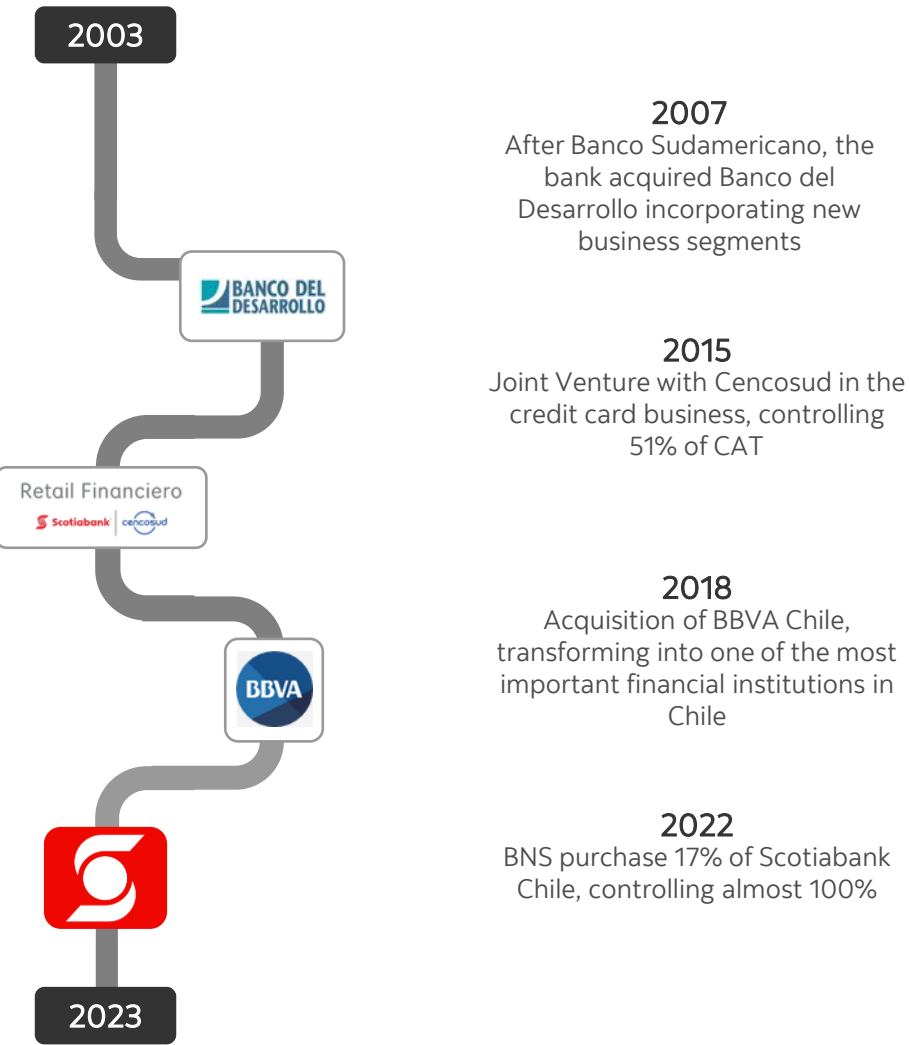 2003
2007
After Banco Sudamericano, the
bank acquired Banco del
Desarrollo incorporating new
business segments
BANCO DEL
DESARROLLO
2015
Joint Venture with Cencosud in the
credit card business, controlling
51% of CAT
Retail Financiero
Scotiabank cencosud
2018
Acquisition of BBVA Chile,
transforming into one of the most
important financial institutions in
Chile
BBVA
2022
BNS purchase 17% of Scotiabank
Chile, controlling almost 100%
2023